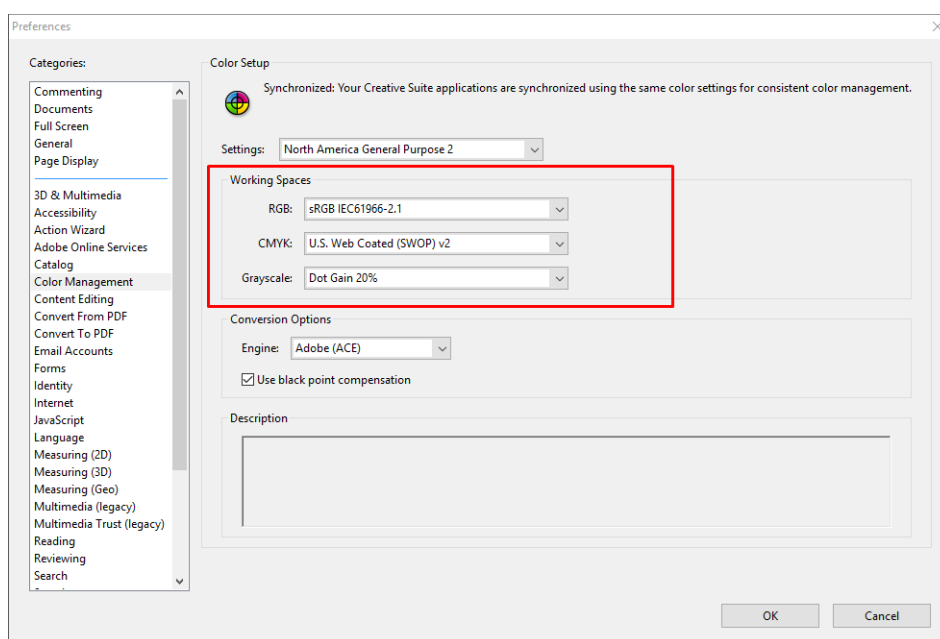 Preferences
Categories:
Commenting
Documents
Full Screen
General
Page Display
3D & Multimedia
Accessibility
Action Wizard
Adobe Online Services
Catalog
Color Management
Content Editing
Convert From PDF
Convert To PDF
Email Accounts
Forms
Identity
Internet
JavaScript
Language
Measuring (2D)
Measuring (3D)
Measuring (Geo)
Multimedia (legacy)
Multimedia Trust (legacy)
Reading
Reviewing
Search
Color Setup
Synchronized: Your Creative Suite applications are synchronized using the same color settings for consistent color management.
Settings: North America General Purpose 2
Working Spaces
RGB: sRGB IEC61966-2.1
CMYK: U.S. Web Coated (SWOP) v2
Grayscale: Dot Gain 20%
Conversion Options
Engine: Adobe (ACE)
Use black point compensation
Description
OK Cancel